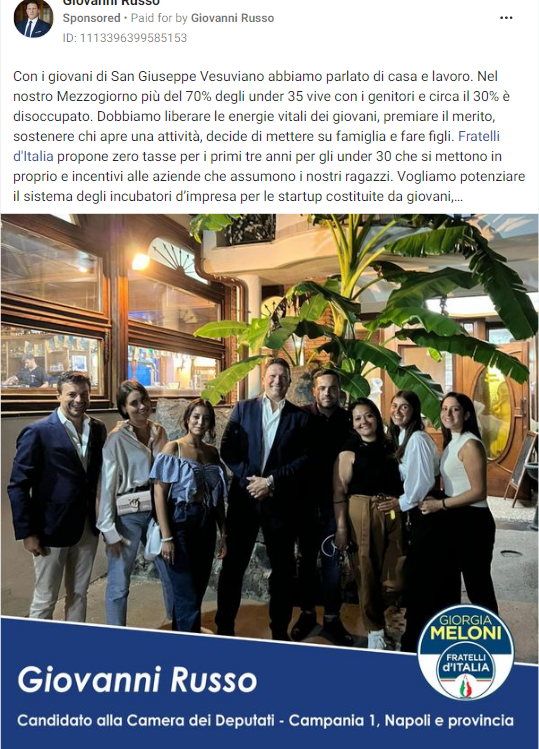 Giovanni Russo
Sponsored • Paid for by Giovanni Russo
ID: 1113396399585153
Con i giovani di San Giuseppe Vesuviano abbiamo parlato di casa e lavoro. Nel
nostro Mezzogiorno più del 70% degli under 35 vive con i genitori e circa il 30% è
disoccupato. Dobbiamo liberare le energie vitali dei giovani, premiare il merito,
sostenere chi apre una attività, decide di mettere su famiglia e fare figli. Fratelli
d'Italia propone zero tasse per i primi tre anni per gli under 30 che si mettono in
proprio e incentivi alle aziende che assumono i nostri ragazzi. Vogliamo potenziare
il sistema degli incubatori d’impresa per le startup costituite da giovani,...
GIORGIA
MELONI
FRATELLI
d'ITALIA
Giovanni Russo
Candidato alla Camera dei Deputati - Campania 1, Napoli e provincia